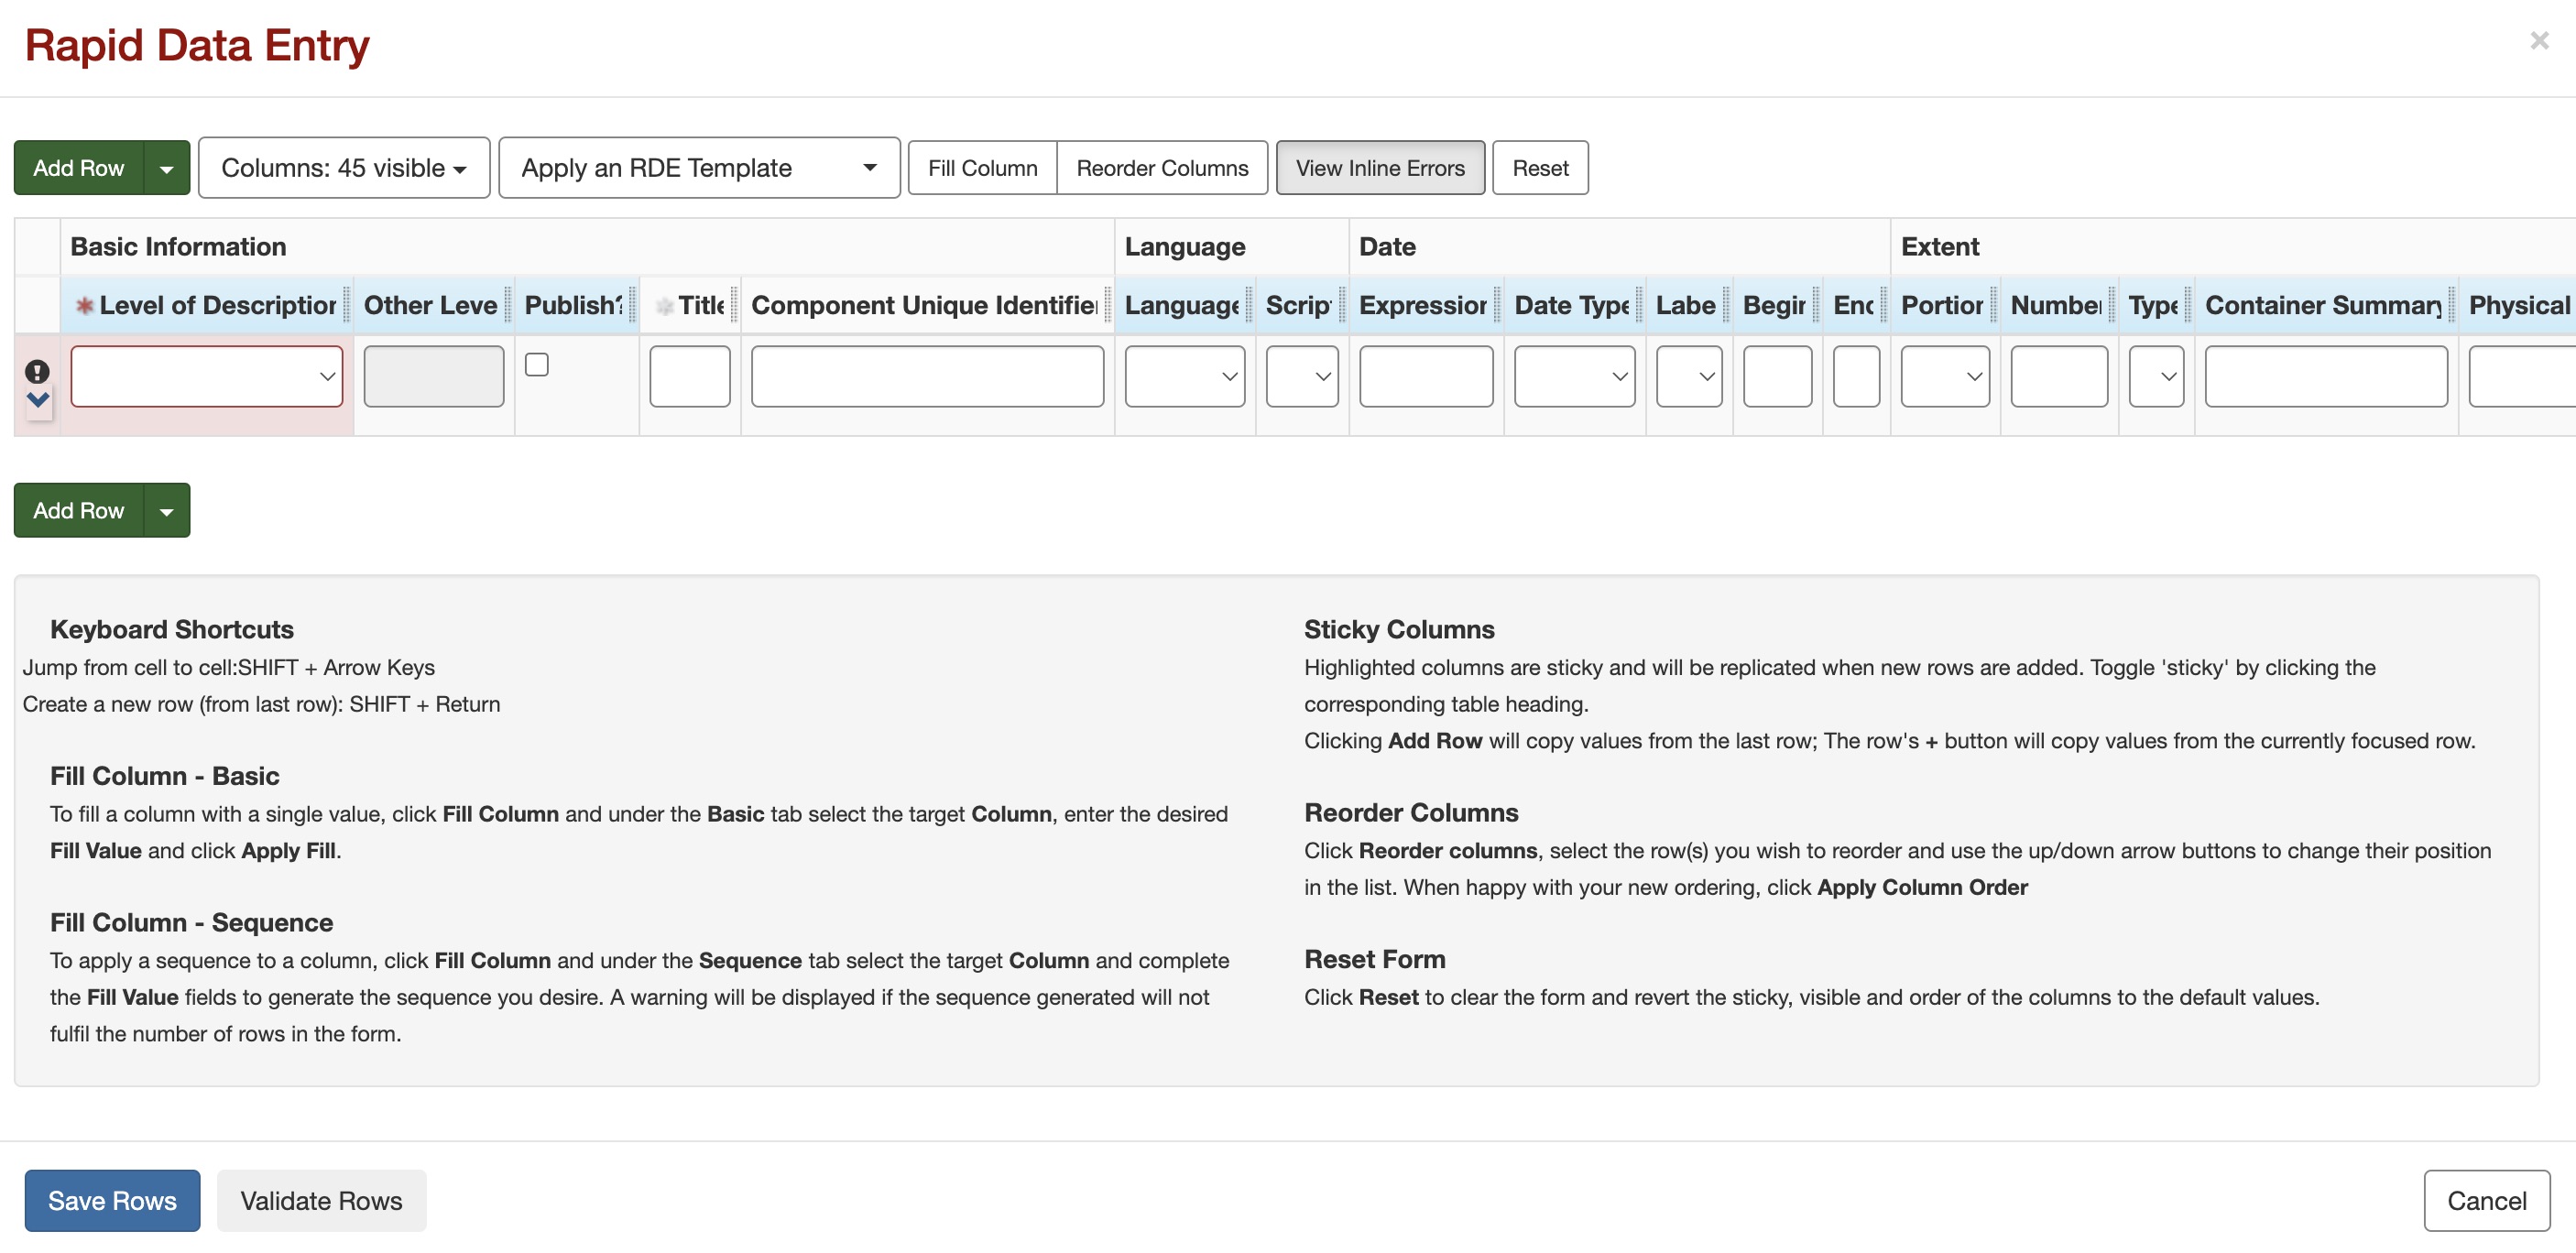 Rapid Data Entry
×
Add Row
Columns: 45 visible
Apply an RDE Template
Fill Column
Reorder Columns
View Inline Errors
Reset
Basic Information
Language
Date
Extent
Level of Description
Other Leve
Publish?
Title
Component Unique Identifier
Language
Script
Expression
Date Type
Labe
Begin
End
Portion
Number
Type
Container Summary
Physical
Add Row
Keyboard Shortcuts
Jump from cell to cell:SHIFT + Arrow Keys
Create a new row (from last row): SHIFT + Return
Fill Column - Basic
To fill a column with a single value, click Fill Column and under the Basic tab select the target Column, enter the desired
Fill Value and click Apply Fill.
Fill Column - Sequence
To apply a sequence to a column, click Fill Column and under the Sequence tab select the target Column and complete
the Fill Value fields to generate the sequence you desire. A warning will be displayed if the sequence generated will not
fulfil the number of rows in the form.
Sticky Columns
Highlighted columns are sticky and will be replicated when new rows are added. Toggle 'sticky' by clicking the
corresponding table heading.
Clicking Add Row will copy values from the last row; The row's + button will copy values from the currently focused row.
Reorder Columns
Click Reorder columns, select the row(s) you wish to reorder and use the up/down arrow buttons to change their position
in the list. When happy with your new ordering, click Apply Column Order
Reset Form
Click Reset to clear the form and revert the sticky, visible and order of the columns to the default values.
Save Rows
Validate Rows
Cancel